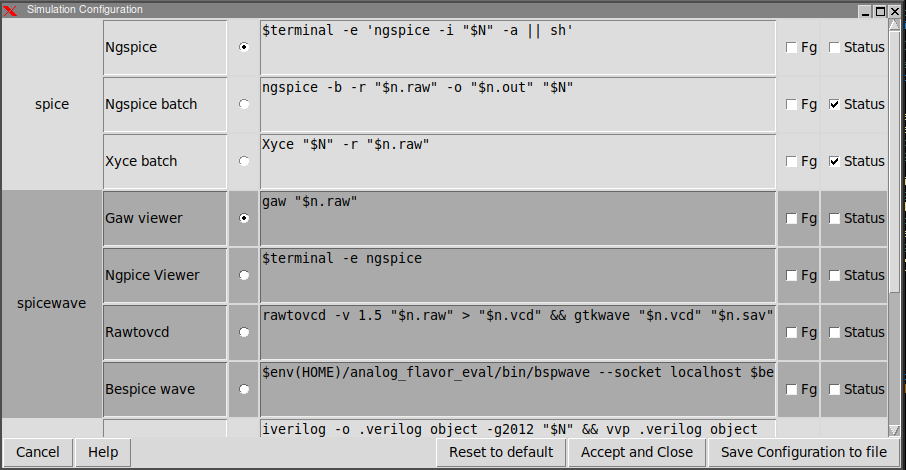 Simulation Configuration
spice
Ngspice
$terminal -e 'ngspice -i "$N" -a || sh'
Fg
Status
Ngspice batch
ngspice -b -r "$n.raw" -o "$n.out" "$N"
Fg
Status
Xyce batch
Xyce "$N" -r "$n.raw"
Fg
Status
spicewave
Gaw viewer
gaw "$n.raw"
Fg
Status
Ngpice Viewer
$terminal -e ngspice
Fg
Status
Rawtovcd
rawtovcd -v 1.5 "$n.raw" > "$n.vcd" && gtkwave "$n.vcd" "$n.sav"
Fg
Status
Bespice wave
$env(HOME)/analog_flavor_eval/bin/bspwave --socket localhost $be
Fg
Status
iverilog -o .verilog_object -g2012 "$N" && vvp .verilog_object
Cancel
Help
Reset to default
Accept and Close
Save Configuration to file